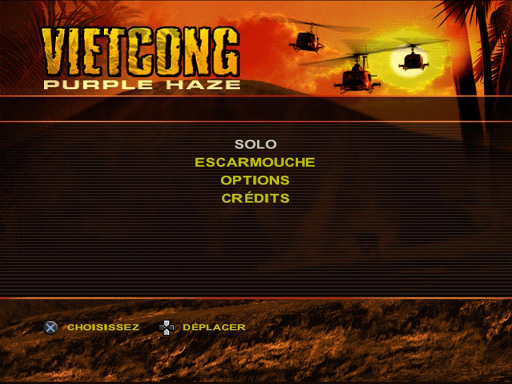 VIETCONG
PURPLE HAZE
SOLO
ESCARMOUCHE
OPTIONS
CRÉDITS
CHOISISSEZ DÉPLACER